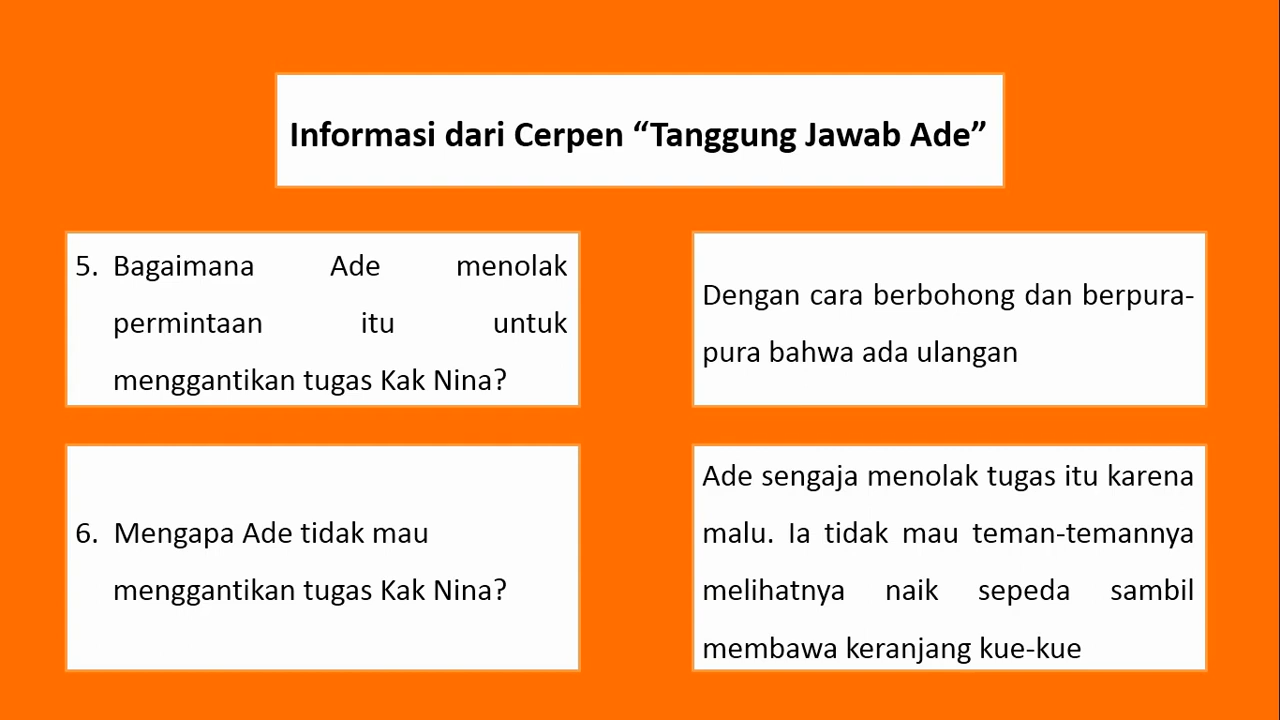 Informasi dari Cerpen “Tanggung Jawab Ade”
5. Bagaimana Ade menolak
permintaan itu untuk
menggantikan tugas Kak Nina?
Dengan cara berbohong dan berpura-
pura bahwa ada ulangan
6. Mengapa Ade tidak mau
menggantikan tugas Kak Nina?
Ade sengaja menolak tugas itu karena
malu. Ia tidak mau teman-temannya
melihatnya naik sepeda sambil
membawa keranjang kue-kue